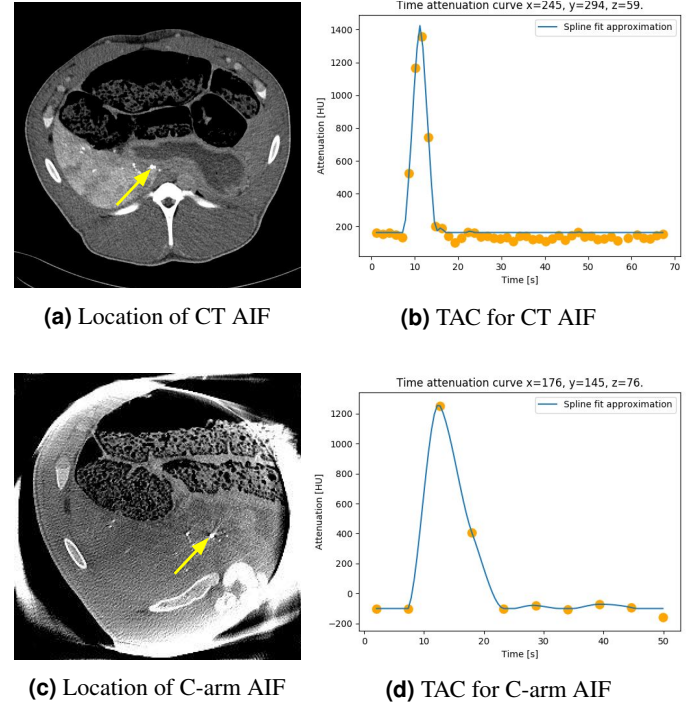 Time attenuation curve x=245, y=294, z=59.
Spline fit approximation
1400
1200
1000
800
600
400
200
Attenuation [HU]
0 10 20 30 40 50 60 70
Time [s]
(a) Location of CT AIF
(b) TAC for CT AIF
Time attenuation curve x=176, y=145, z=76.
Spline fit approximation
1200
1000
800
600
400
200
0
−200
Attenuation [HU]
0 10 20 30 40 50
Time [s]
(c) Location of C-arm AIF
(d) TAC for C-arm AIF